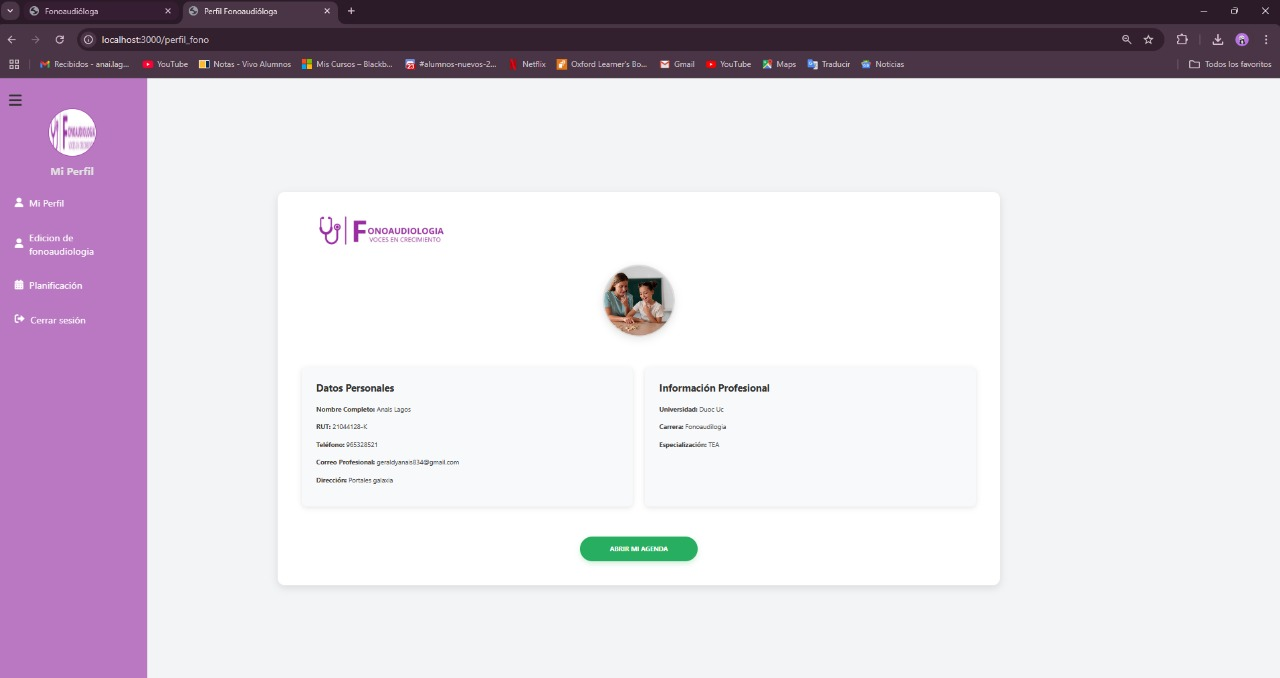 Fonoaudióloga
Perfil Fonoaudióloga
localhost:3000/perfil_fono
Recibidos - anai.lag...
YouTube
Notas - Vivo Alumnos
Mis Cursos – Blackb...
#alumnos-nuevos-2...
Netflix
Oxford Learner's Bo...
Gmail
YouTube
Maps
Traducir
Noticias
Todos los favoritos
Mi Perfil
Mi Perfil
Edicion de
fonoaudiologia
Planificación
Cerrar sesión
FONOAUDIOLOGIA
VOCES EN CRECIMIENTO
Datos Personales
Nombre Completo: Anais Lagos
RUT: 21044128-K
Teléfono: 965328521
Correo Profesional: geraldyanais834@gmail.com
Dirección: Portales galaxia
Información Profesional
Universidad: Duoc Uc
Carrera: Fonoaudilogia
Especialización: TEA
ABRIR MI AGENDA